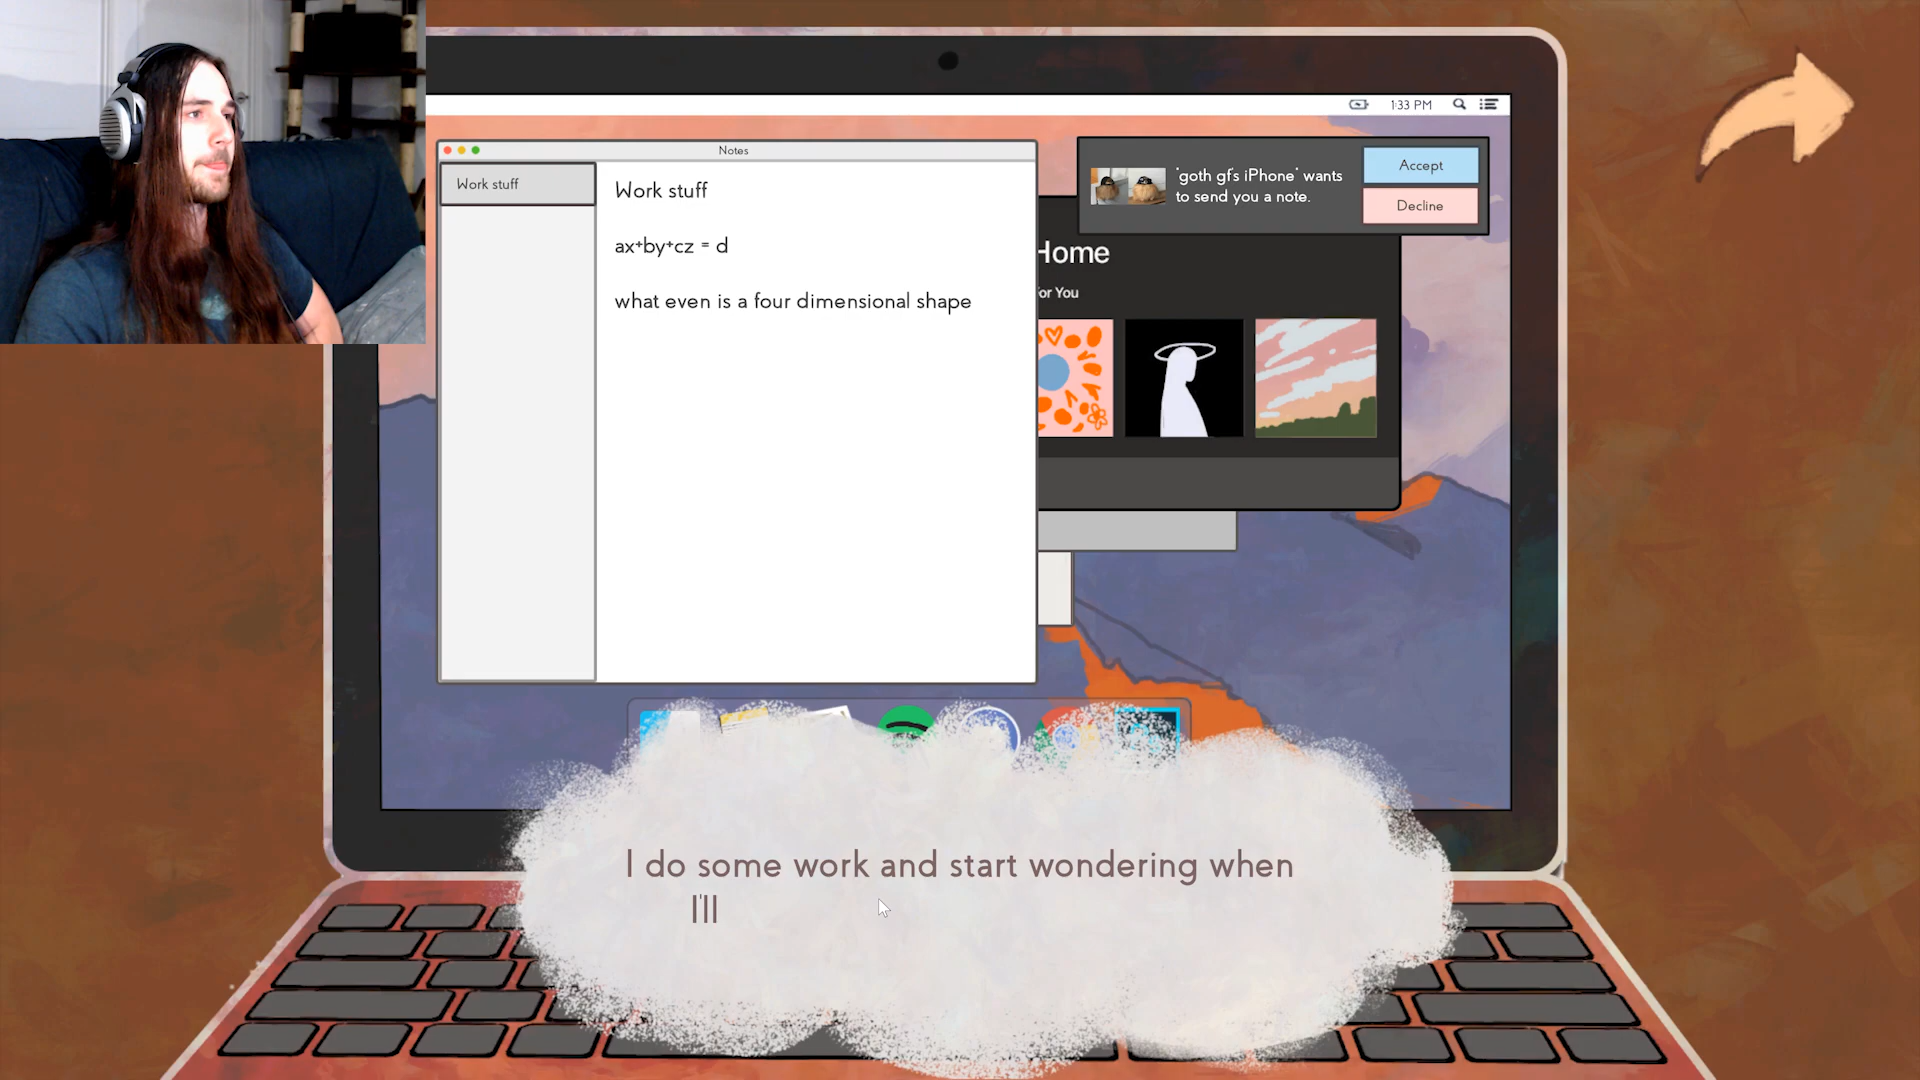 1:33 PM
Notes
Work stuff
Work stuff
ax+by+cz = d
what even is a four dimensional shape
"goth gf's iPhone" wants
to send you a note.
Accept
Decline
Home
For You
I do some work and start wondering when
I'll